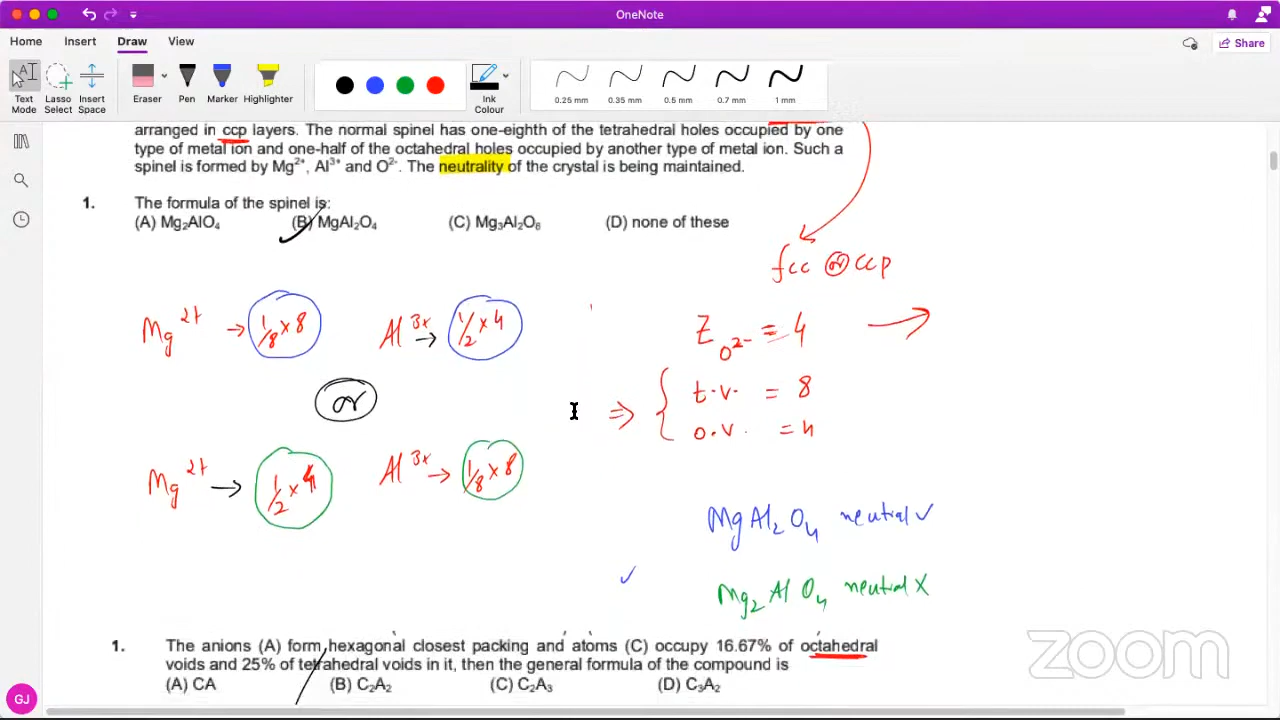 OneNote
Home Insert Draw View
Share
Text Mode
Lasso Select
Insert Space
Eraser
Pen
Marker
Highlighter
Ink Colour
0.25 mm 0.35 mm 0.5 mm 0.7 mm 1 mm
arranged in ccp layers. The normal spinel has one-eighth of the tetrahedral holes occupied by one
type of metal ion and one-half of the octahedral holes occupied by another type of metal ion. Such a
spinel is formed by Mg²⁺, Al³⁺ and O²⁻. The neutrality of the crystal is being maintained.
1. The formula of the spinel is:
(A) Mg₂AlO₄ (B) MgAl₂O₄ (C) Mg₃Al₂O₆ (D) none of these
fcc or ccp
Mg²⁺ → 1/8 × 8 Al³⁺ → 1/2 × 4
Z O²⁻ = 4 →
or
⇒ { t.v. = 8
o.v. = 4
Mg²⁺ → 1/2 × 4 Al³⁺ → 1/8 × 8
MgAl₂O₄ neutral ✓
✓
Mg₂AlO₄ neutral X
1. The anions (A) form hexagonal closest packing and atoms (C) occupy 16.67% of octahedral
voids and 25% of tetrahedral voids in it, then the general formula of the compound is
(A) CA (B) C₂A₂ (C) C₂A₃ (D) C₃A₂
GJ
zoom